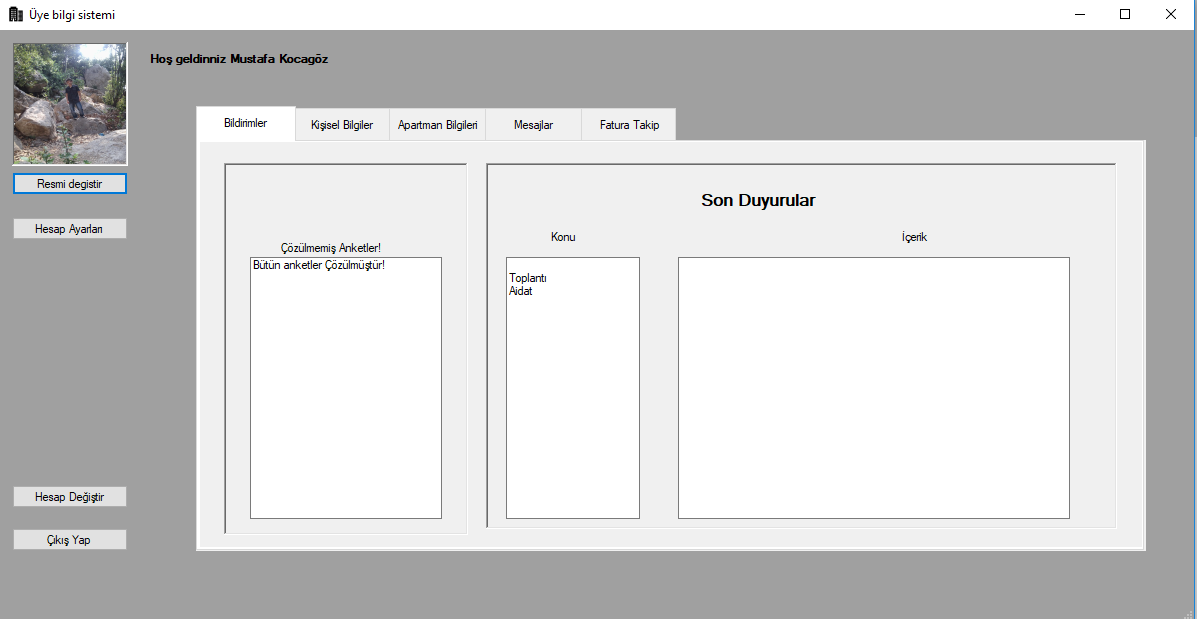 Üye bilgi sistemi
Hoş geldinniz Mustafa Kocagöz
Resmi degistir
Hesap Ayarları
Hesap Değiştir
Çıkış Yap
Bildirimler
Kişisel Bilgiler
Apartman Bilgileri
Mesajlar
Fatura Takip
Çözülmemiş Anketler!
Bütün anketler Çözülmüştür!
Son Duyurular
Konu
İçerik
Toplantı
Aidat